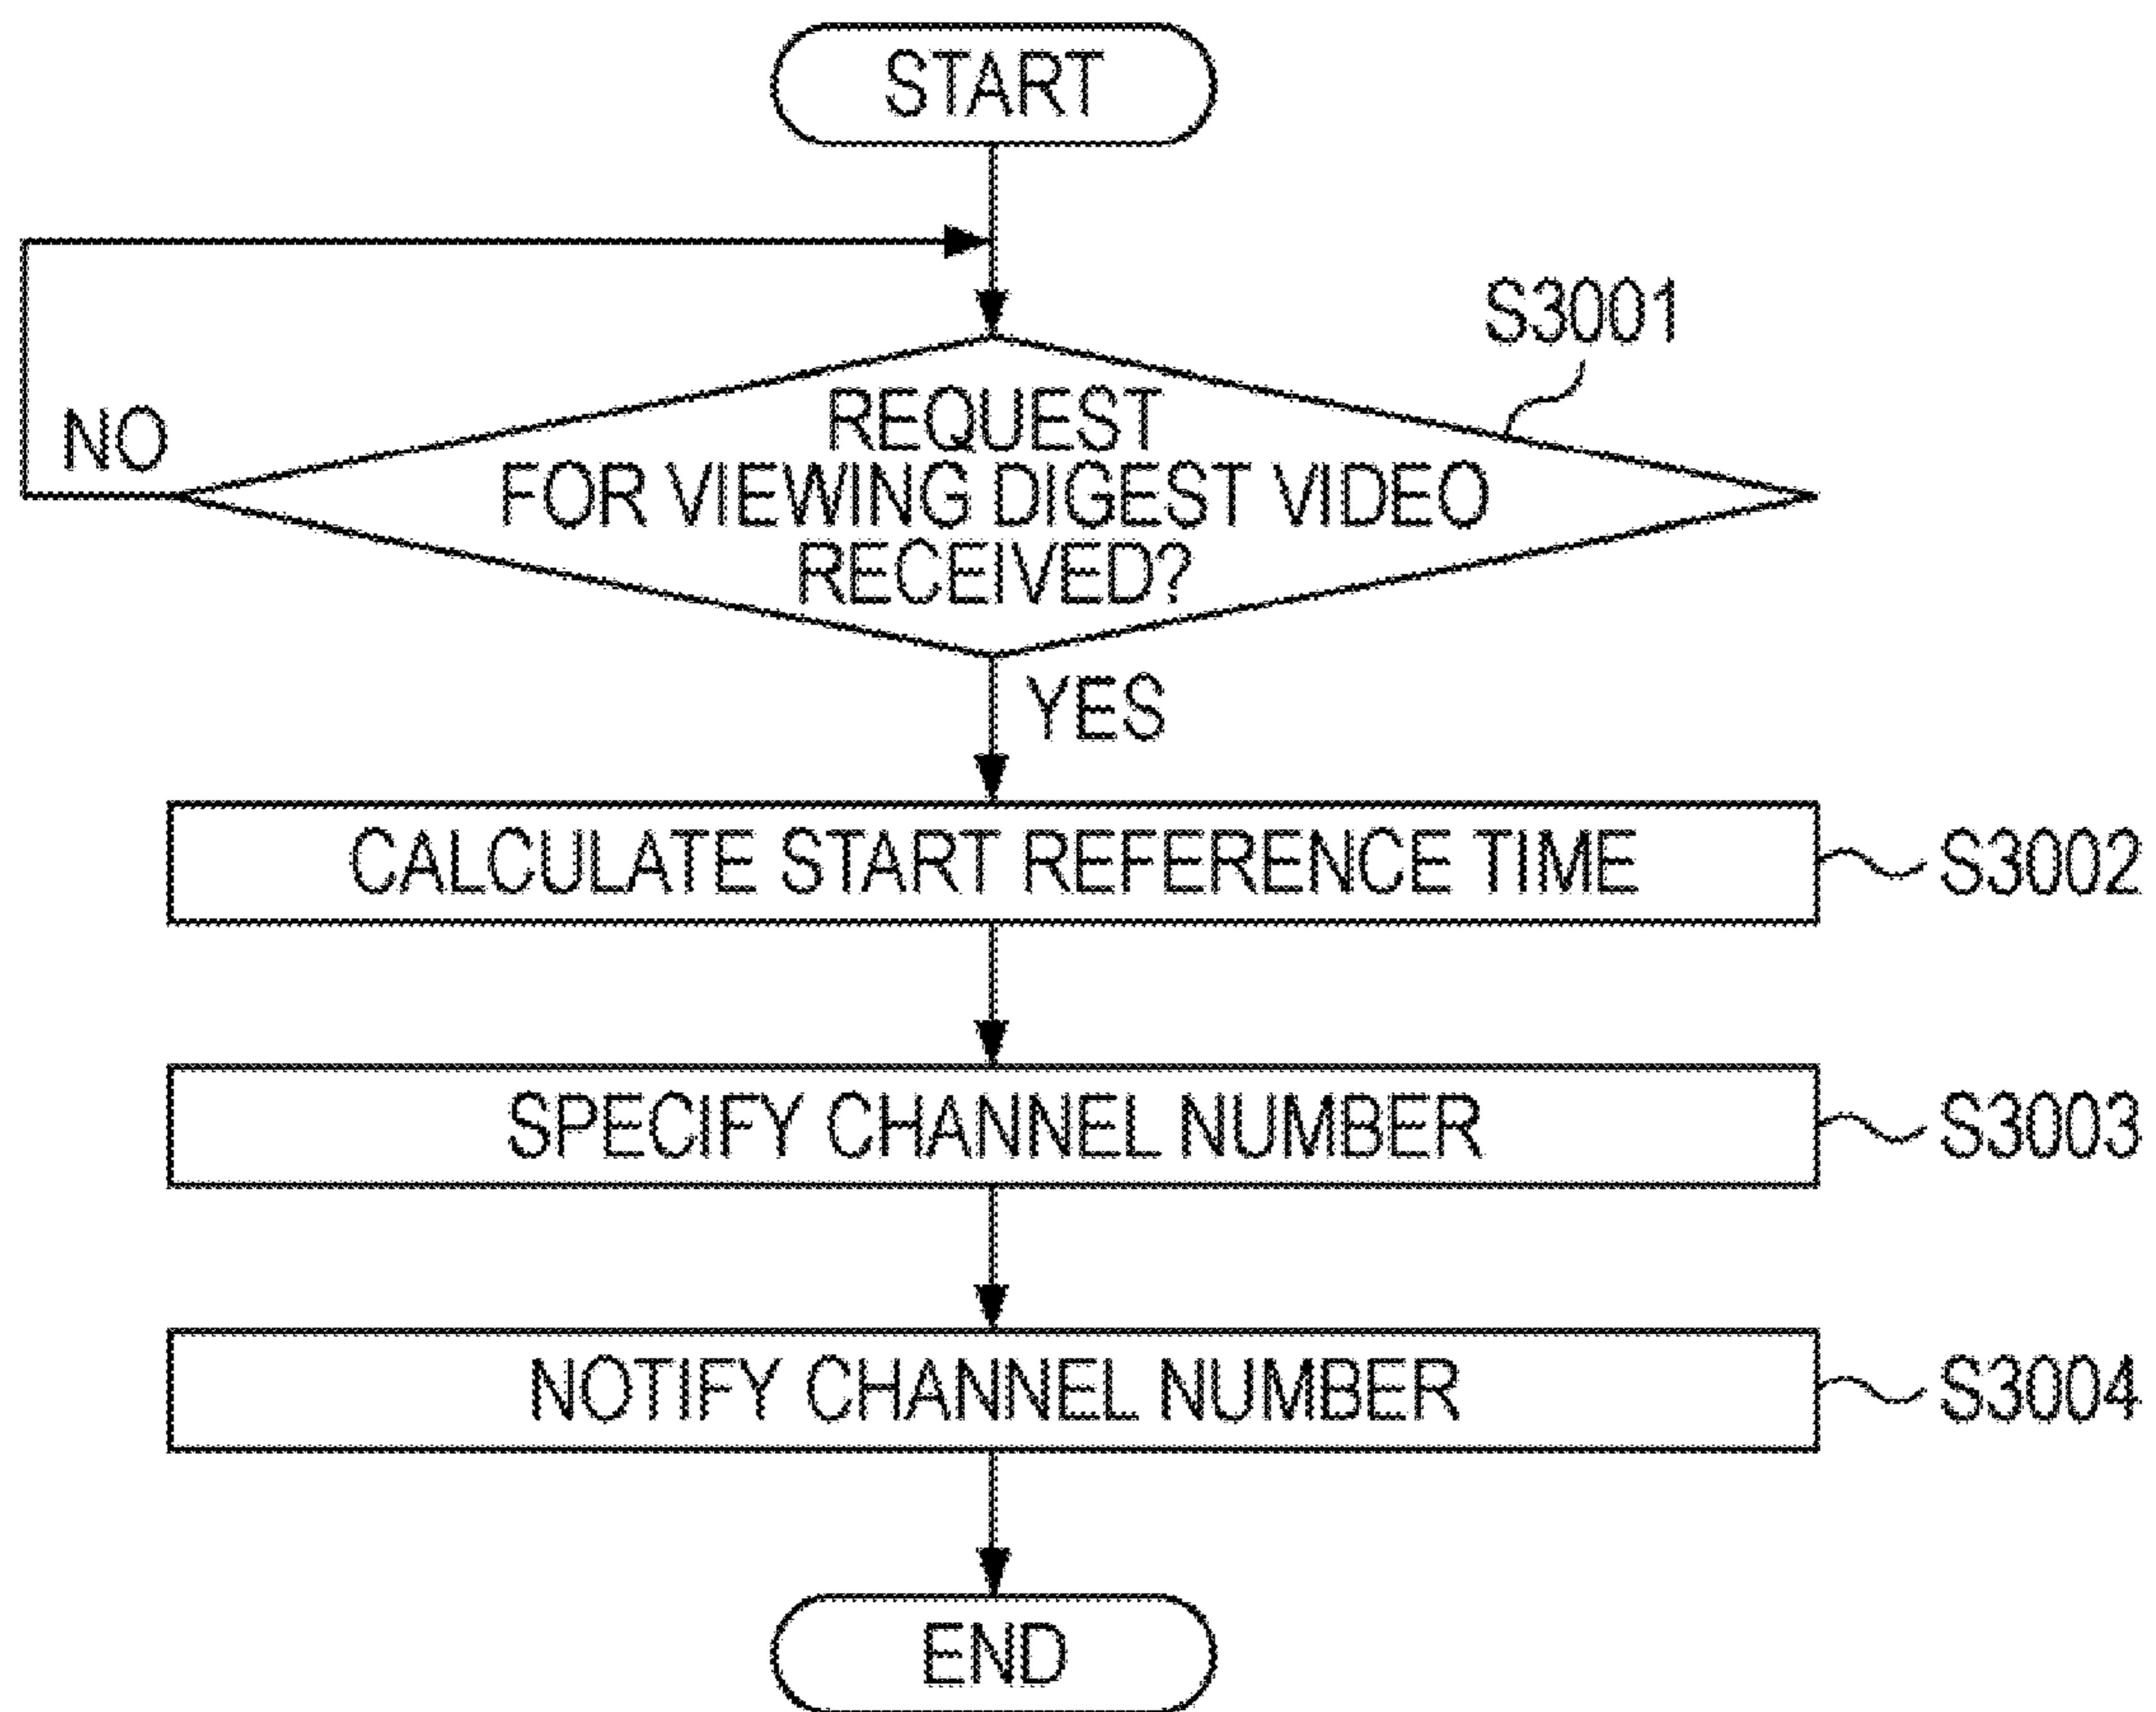 START
S3001
REQUEST
FOR VIEWING DIGEST VIDEO
RECEIVED?
NO
YES
CALCULATE START REFERENCE TIME
S3002
SPECIFY CHANNEL NUMBER
S3003
NOTIFY CHANNEL NUMBER
S3004
END